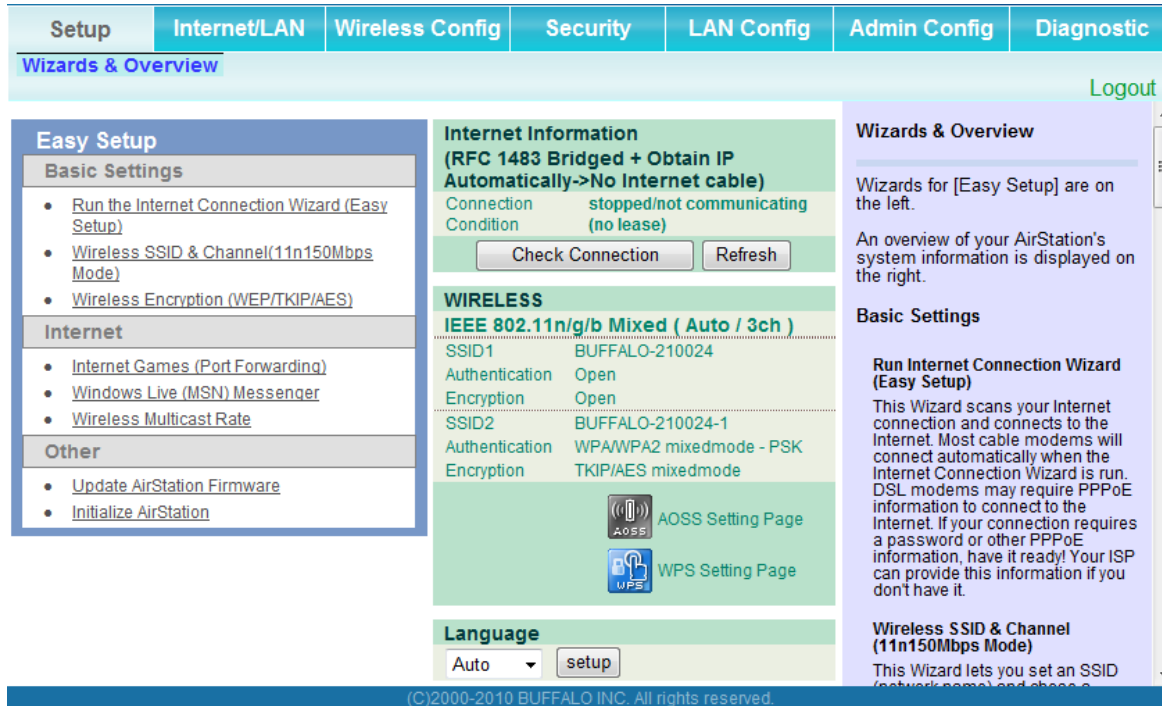 Setup
Internet/LAN
Wireless Config
Security
LAN Config
Admin Config
Diagnostic
Wizards & Overview
Logout
Easy Setup
Basic Settings
Run the Internet Connection Wizard (Easy
Setup)
Wireless SSID & Channel(11n150Mbps
Mode)
Wireless Encryption (WEP/TKIP/AES)
Internet
Internet Games (Port Forwarding)
Windows Live (MSN) Messenger
Wireless Multicast Rate
Other
Update AirStation Firmware
Initialize AirStation
Internet Information
(RFC 1483 Bridged + Obtain IP
Automatically->No Internet cable)
Connection stopped/not communicating
Condition (no lease)
Check Connection
Refresh
WIRELESS
IEEE 802.11n/g/b Mixed ( Auto / 3ch )
SSID1 BUFFALO-210024
Authentication Open
Encryption Open
SSID2 BUFFALO-210024-1
Authentication WPA/WPA2 mixedmode - PSK
Encryption TKIP/AES mixedmode
AOSS
AOSS Setting Page
WPS
WPS Setting Page
Language
Auto
setup
Wizards & Overview
Wizards for [Easy Setup] are on
the left.
An overview of your AirStation's
system information is displayed on
the right.
Basic Settings
Run Internet Connection Wizard
(Easy Setup)
This Wizard scans your Internet
connection and connects to the
Internet. Most cable modems will
connect automatically when the
Internet Connection Wizard is run.
DSL modems may require PPPoE
information to connect to the
Internet. If your connection requires
a password or other PPPoE
information, have it ready! Your ISP
can provide this information if you
don't have it.
Wireless SSID & Channel
(11n150Mbps Mode)
This Wizard lets you set an SSID
(C)2000-2010 BUFFALO INC. All rights reserved.